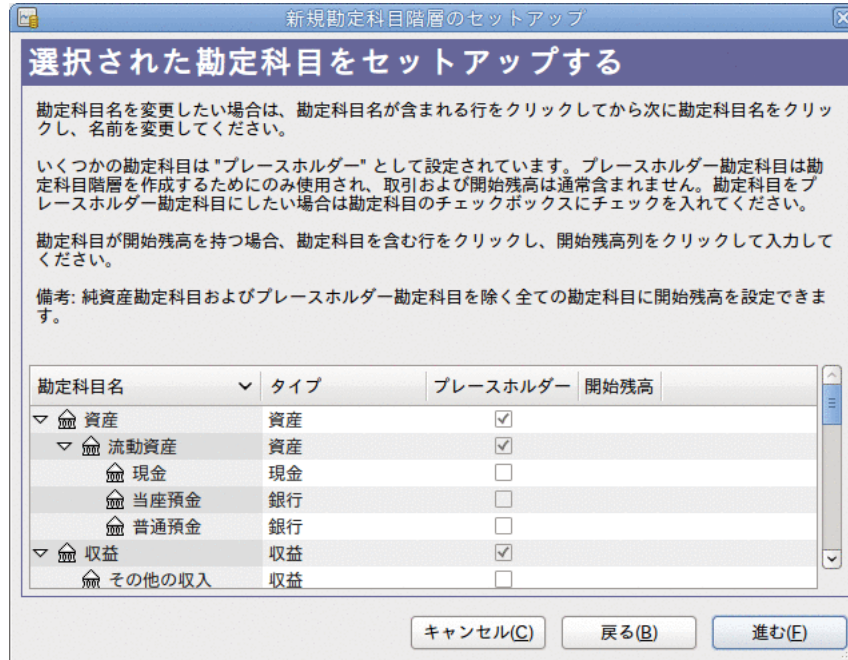 新規勘定科目階層のセットアップ
選択された勘定科目をセットアップする
勘定科目名を変更したい場合は、勘定科目名が含まれる行をクリックしてから次に勘定科目名をクリッ
クし、名前を変更してください。
いくつかの勘定科目は "プレースホルダー" として設定されています。プレースホルダー勘定科目は勘
定科目階層を作成するためにのみ使用され、取引および開始残高は通常含まれません。勘定科目をプ
レースホルダー勘定科目にしたい場合は勘定科目のチェックボックスにチェックを入れてください。
勘定科目が開始残高を持つ場合、勘定科目を含む行をクリックし、開始残高列をクリックして入力して
ください。
備考: 純資産勘定科目およびプレースホルダー勘定科目を除く全ての勘定科目に開始残高を設定できま
す。
勘定科目名 タイプ プレースホルダー 開始残高
資産 資産
流動資産 資産
現金 現金
当座預金 銀行
普通預金 銀行
収益 収益
その他の収入 収益
キャンセル(C) 戻る(B) 進む(F)